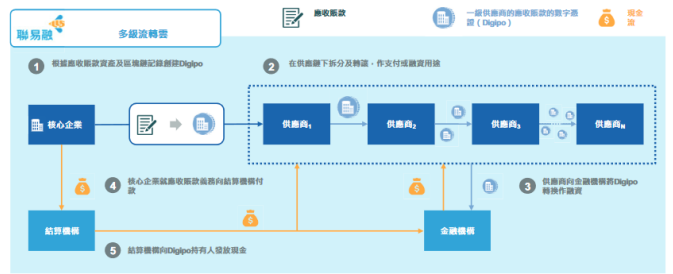 聯易融
多級流轉雲
應收賬款
一級供應商的應收賬款的數字憑
證（Digipo）
現金
流
1 根據應收賬款資產及區塊鏈記錄創建Digipo
2 在供應鏈下拆分及轉讓，作支付或融資用途
核心企業
供應商1
供應商2
供應商3
供應商N
4 核心企業就應收賬款義務向結算機構付
款
3 供應商向金融機構將Digipo
轉換作融資
結算機構
金融機構
5 結算機構向Digipo持有人發放現金